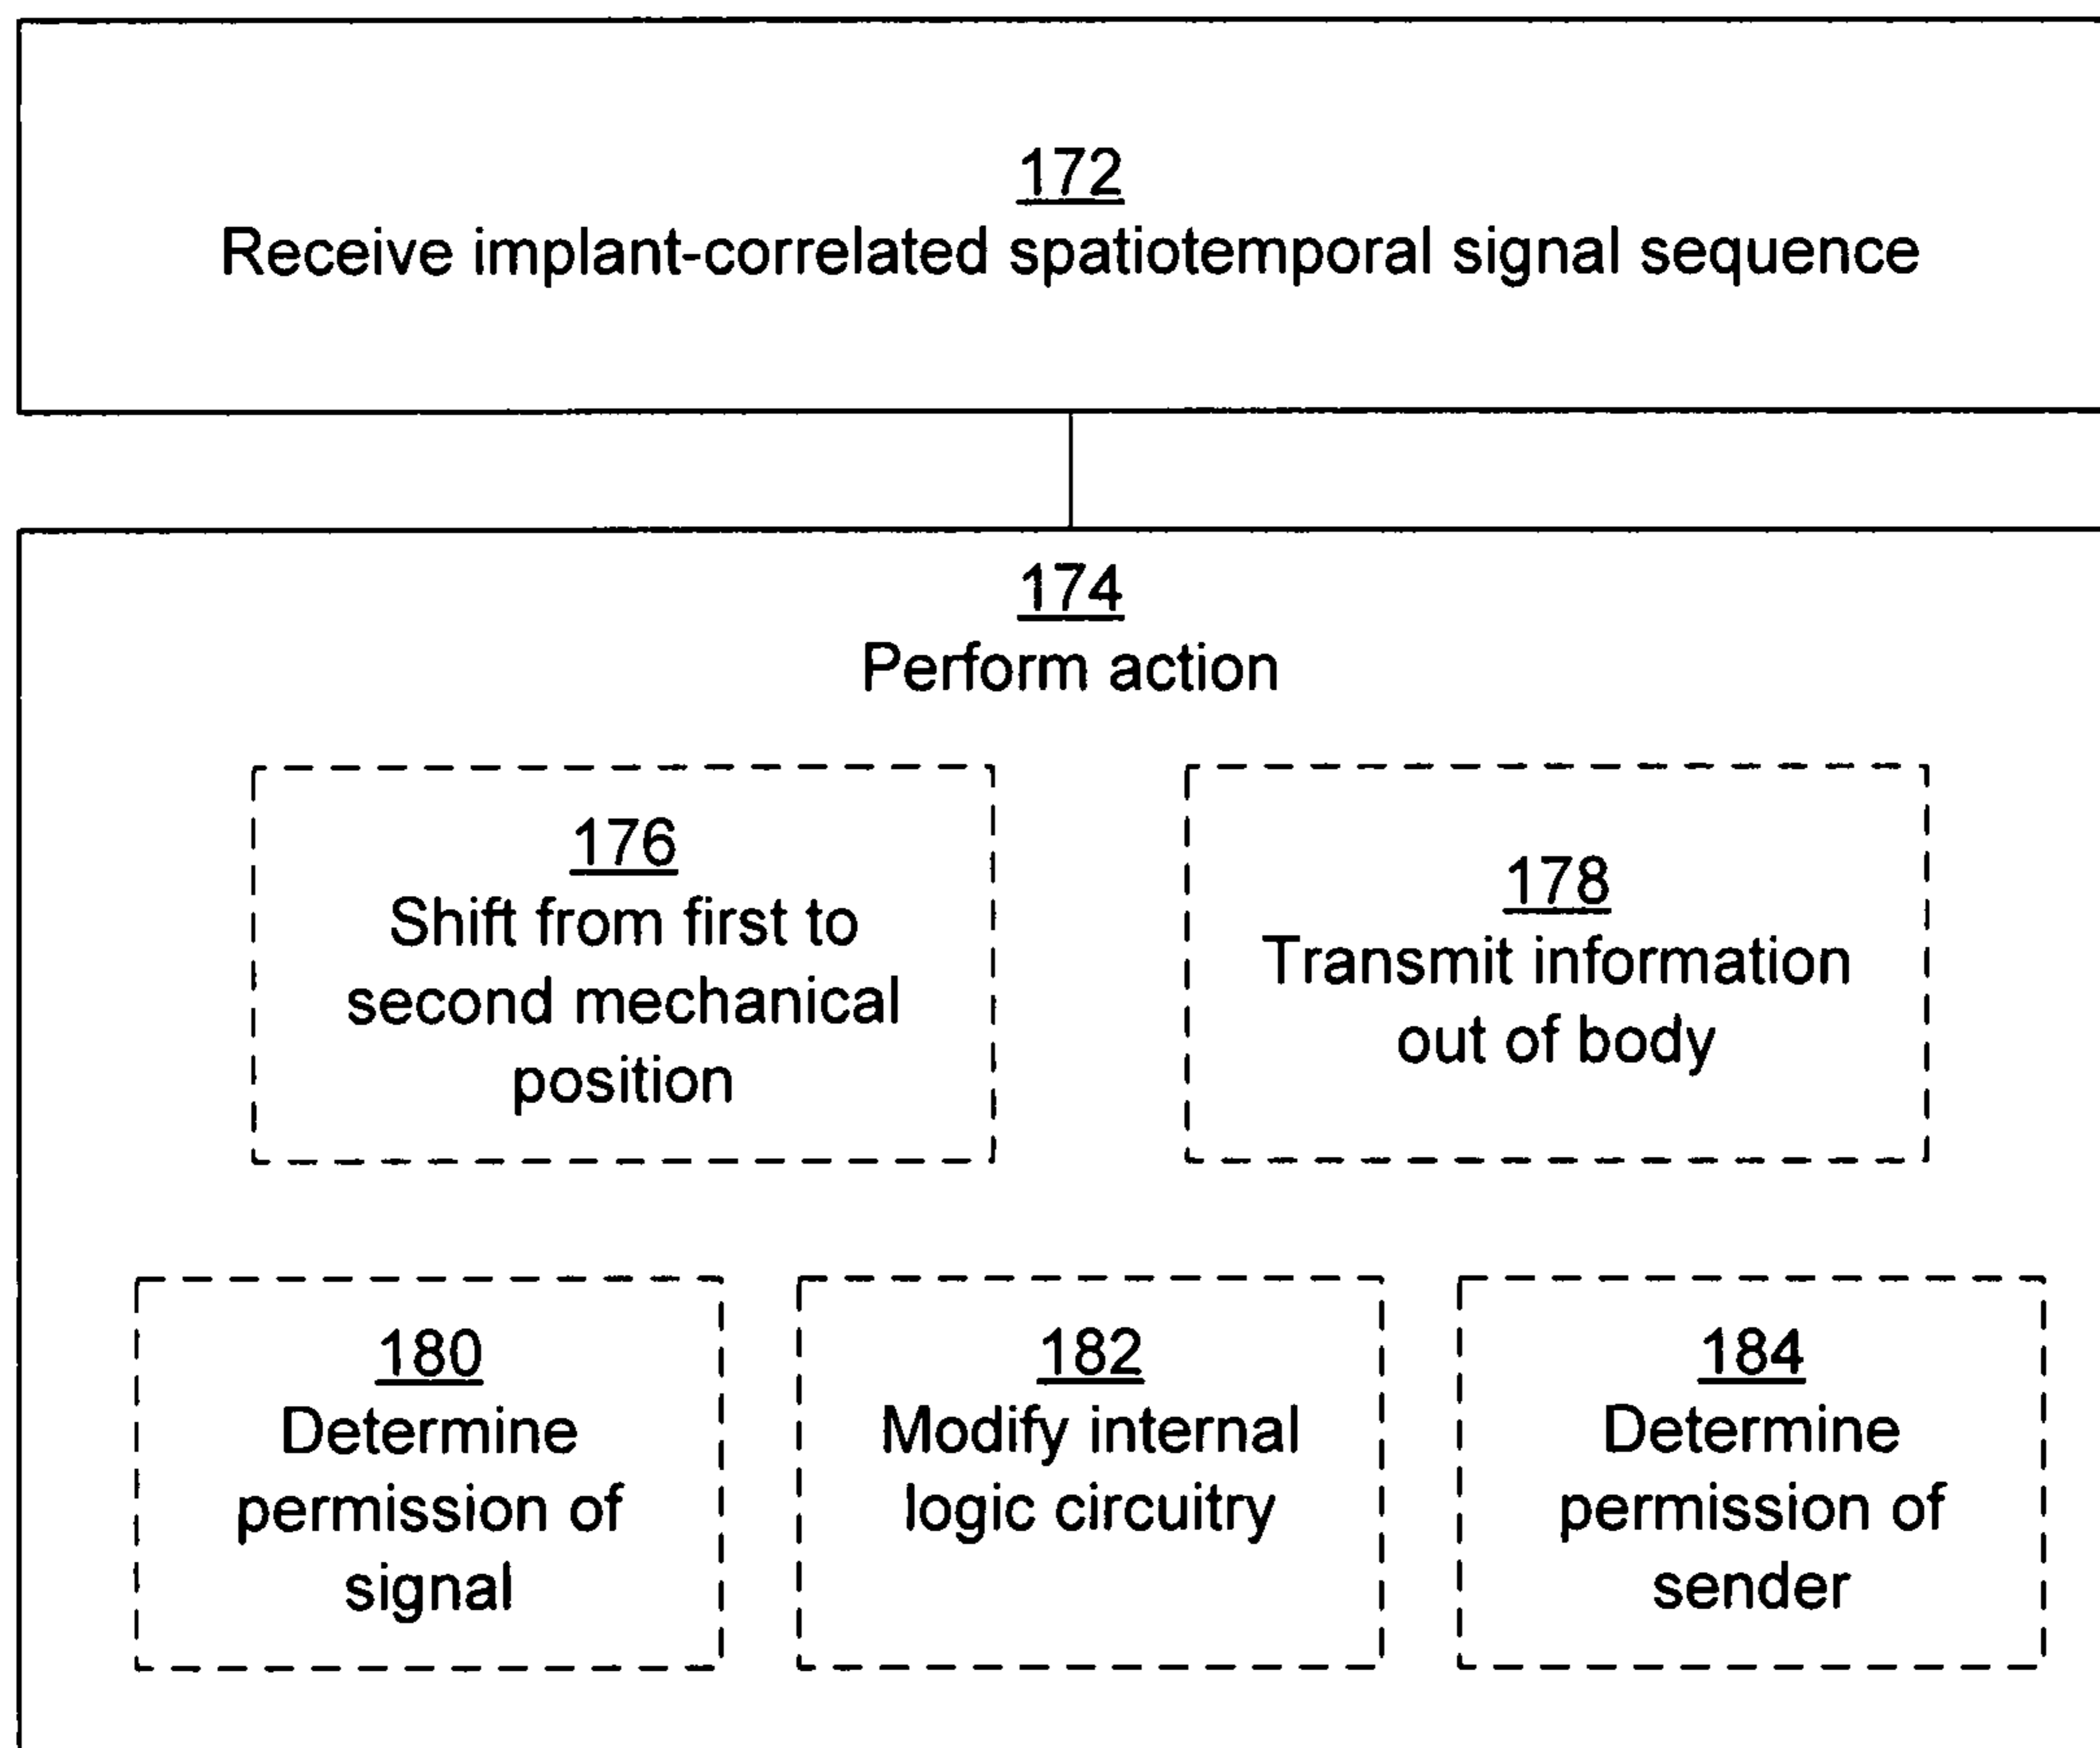 172
Receive implant-correlated spatiotemporal signal sequence
174
Perform action
176
Shift from first to
second mechanical
position
178
Transmit information
out of body
180
Determine
permission of
signal
182
Modify internal
logic circuitry
184
Determine
permission of
sender